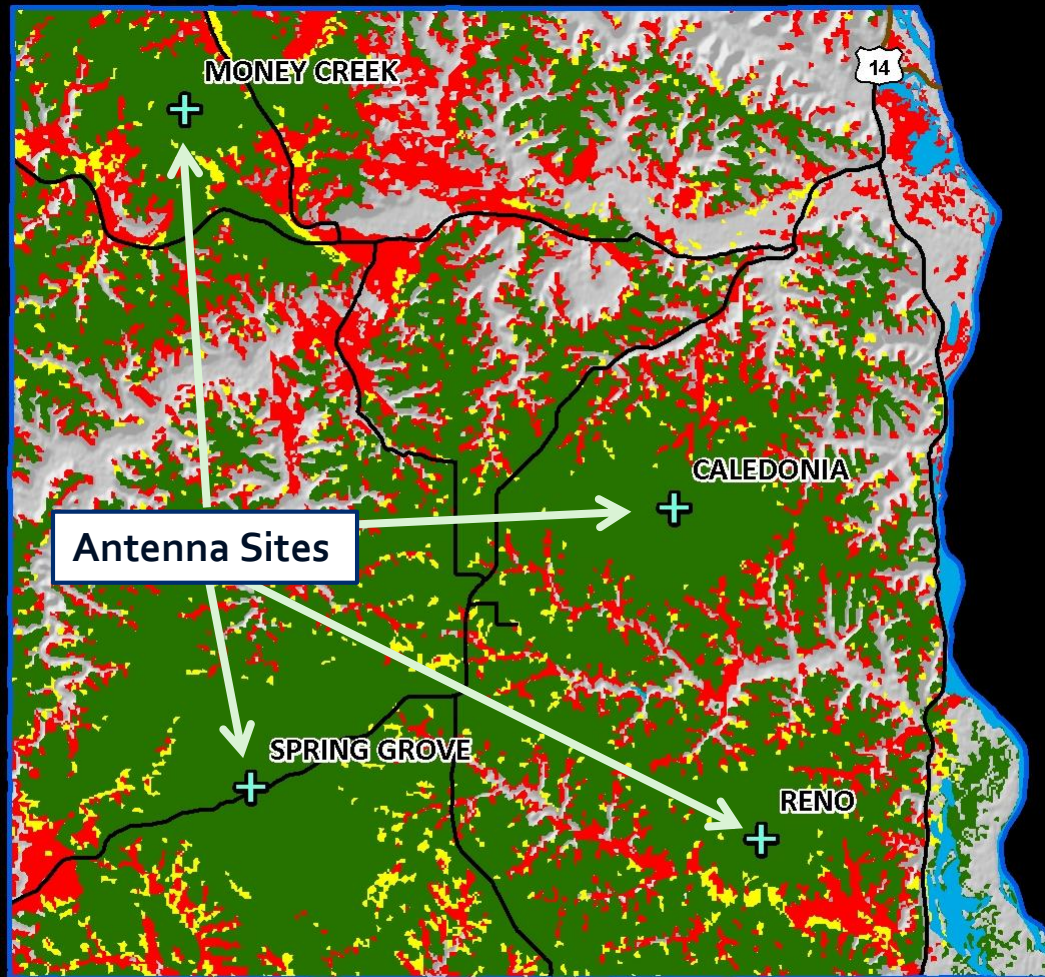 MONEY CREEK
14
CALEDONIA
Antenna Sites
SPRING GROVE
RENO